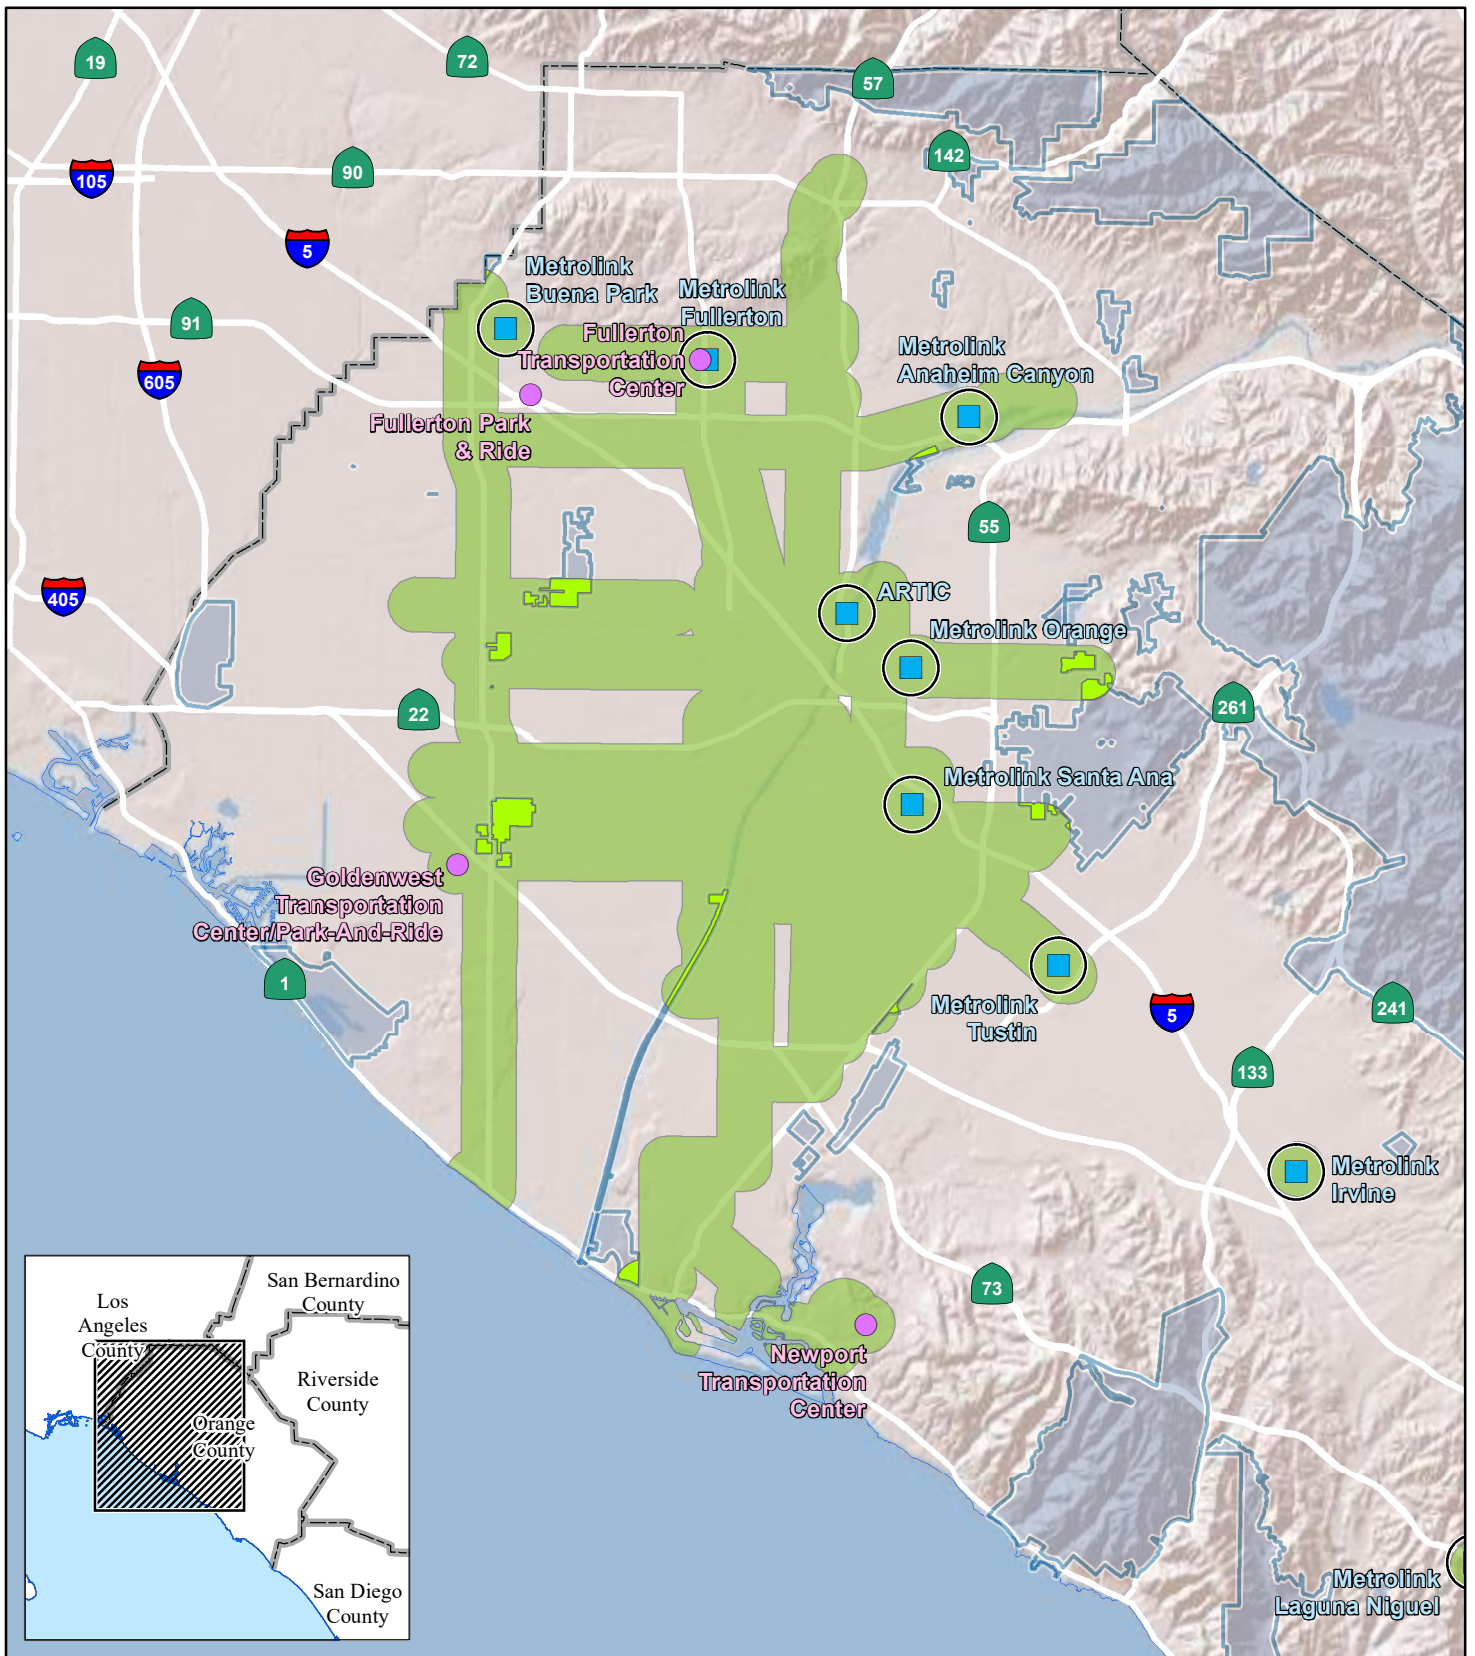 19
72
57
142
105
90
5
Metrolink
Buena Park
Metrolink
Fullerton
91
Fullerton
Transportation
Center
Metrolink
Anaheim Canyon
605
Fullerton Park
& Ride
55
405
ARTIC
Metrolink Orange
22
261
Metrolink Santa Ana
Goldenwest
Transportation
Center/Park-And-Ride
1
Metrolink
Tustin
5
241
133
Metrolink
Irvine
73
Newport
Transportation
Center
Metrolink
Laguna Niguel
San Bernardino
County
Los
Angeles
County
Riverside
County
Orange
County
San Diego
County